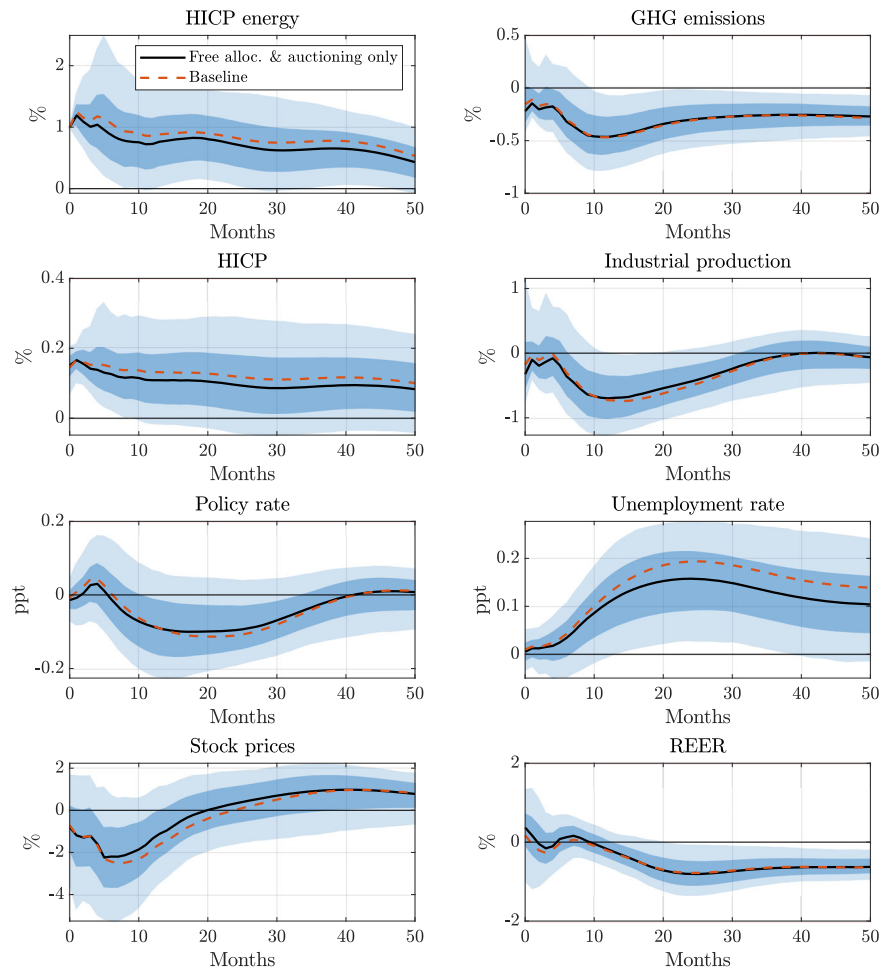 HICP energy
2
1
0
%
Free alloc. & auctioning only
Baseline
0 10 20 30 40 50
Months
GHG emissions
0
-0.5
-1
%
0 10 20 30 40 50
Months
HICP
0.4
0.2
0
%
0 10 20 30 40 50
Months
Industrial production
1
0
-1
%
0 10 20 30 40 50
Months
Policy rate
0.2
0
-0.2
ppt
0 10 20 30 40 50
Months
Unemployment rate
0.2
0.1
0
ppt
0 10 20 30 40 50
Months
Stock prices
2
0
-2
-4
%
0 10 20 30 40 50
Months
REER
2
0
-2
%
0 10 20 30 40 50
Months